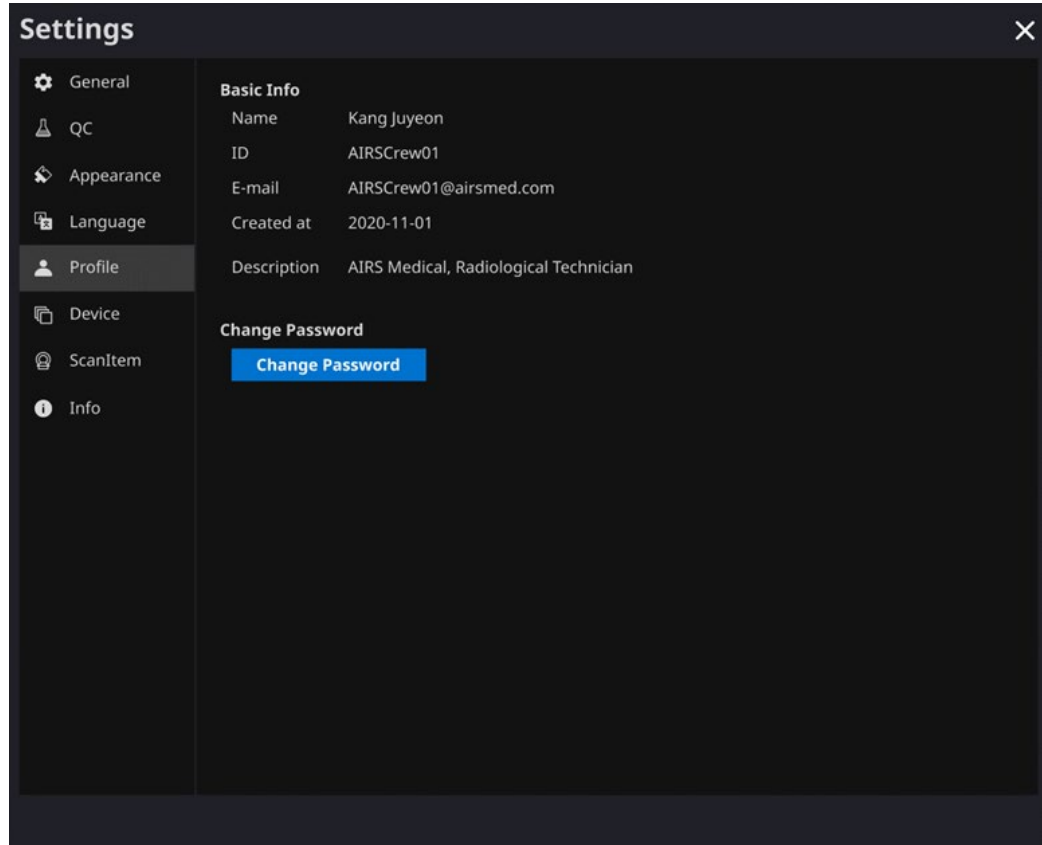 Settings
General
QC
Appearance
Language
Profile
Device
ScanItem
Info
Basic Info
Name Kang Juyeon
ID AIRSCrew01
E-mail AIRSCrew01@airsmed.com
Created at 2020-11-01
Description AIRS Medical, Radiological Technician
Change Password
Change Password